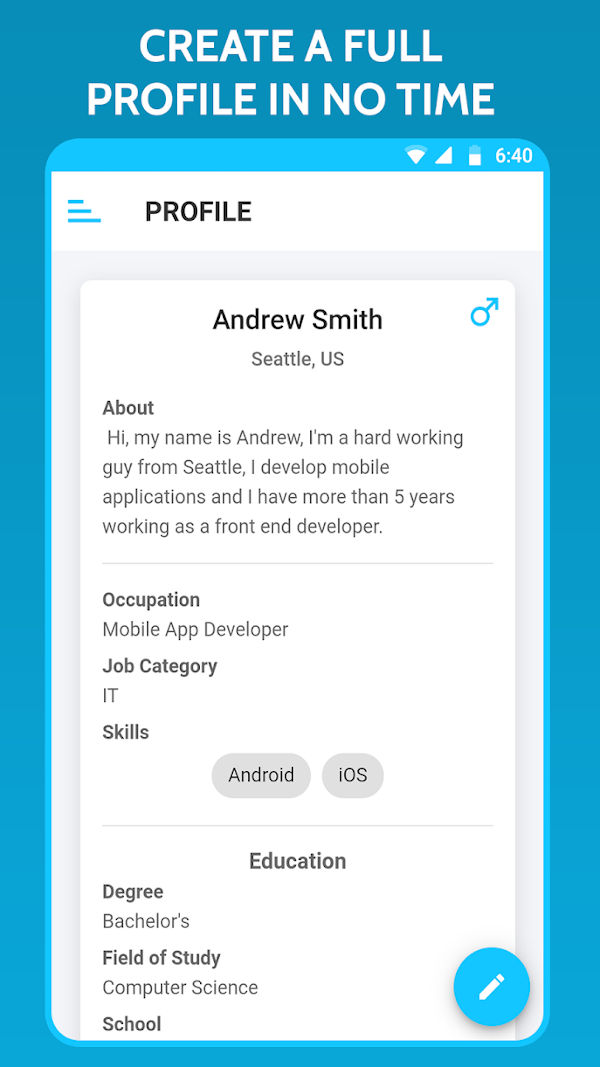 CREATE A FULL
PROFILE IN NO TIME
6:40
PROFILE
Andrew Smith
Seattle, US
About
Hi, my name is Andrew, I'm a hard working
guy from Seattle, I develop mobile
applications and I have more than 5 years
working as a front end developer.
Occupation
Mobile App Developer
Job Category
IT
Skills
Android iOS
Education
Degree
Bachelor's
Field of Study
Computer Science
School